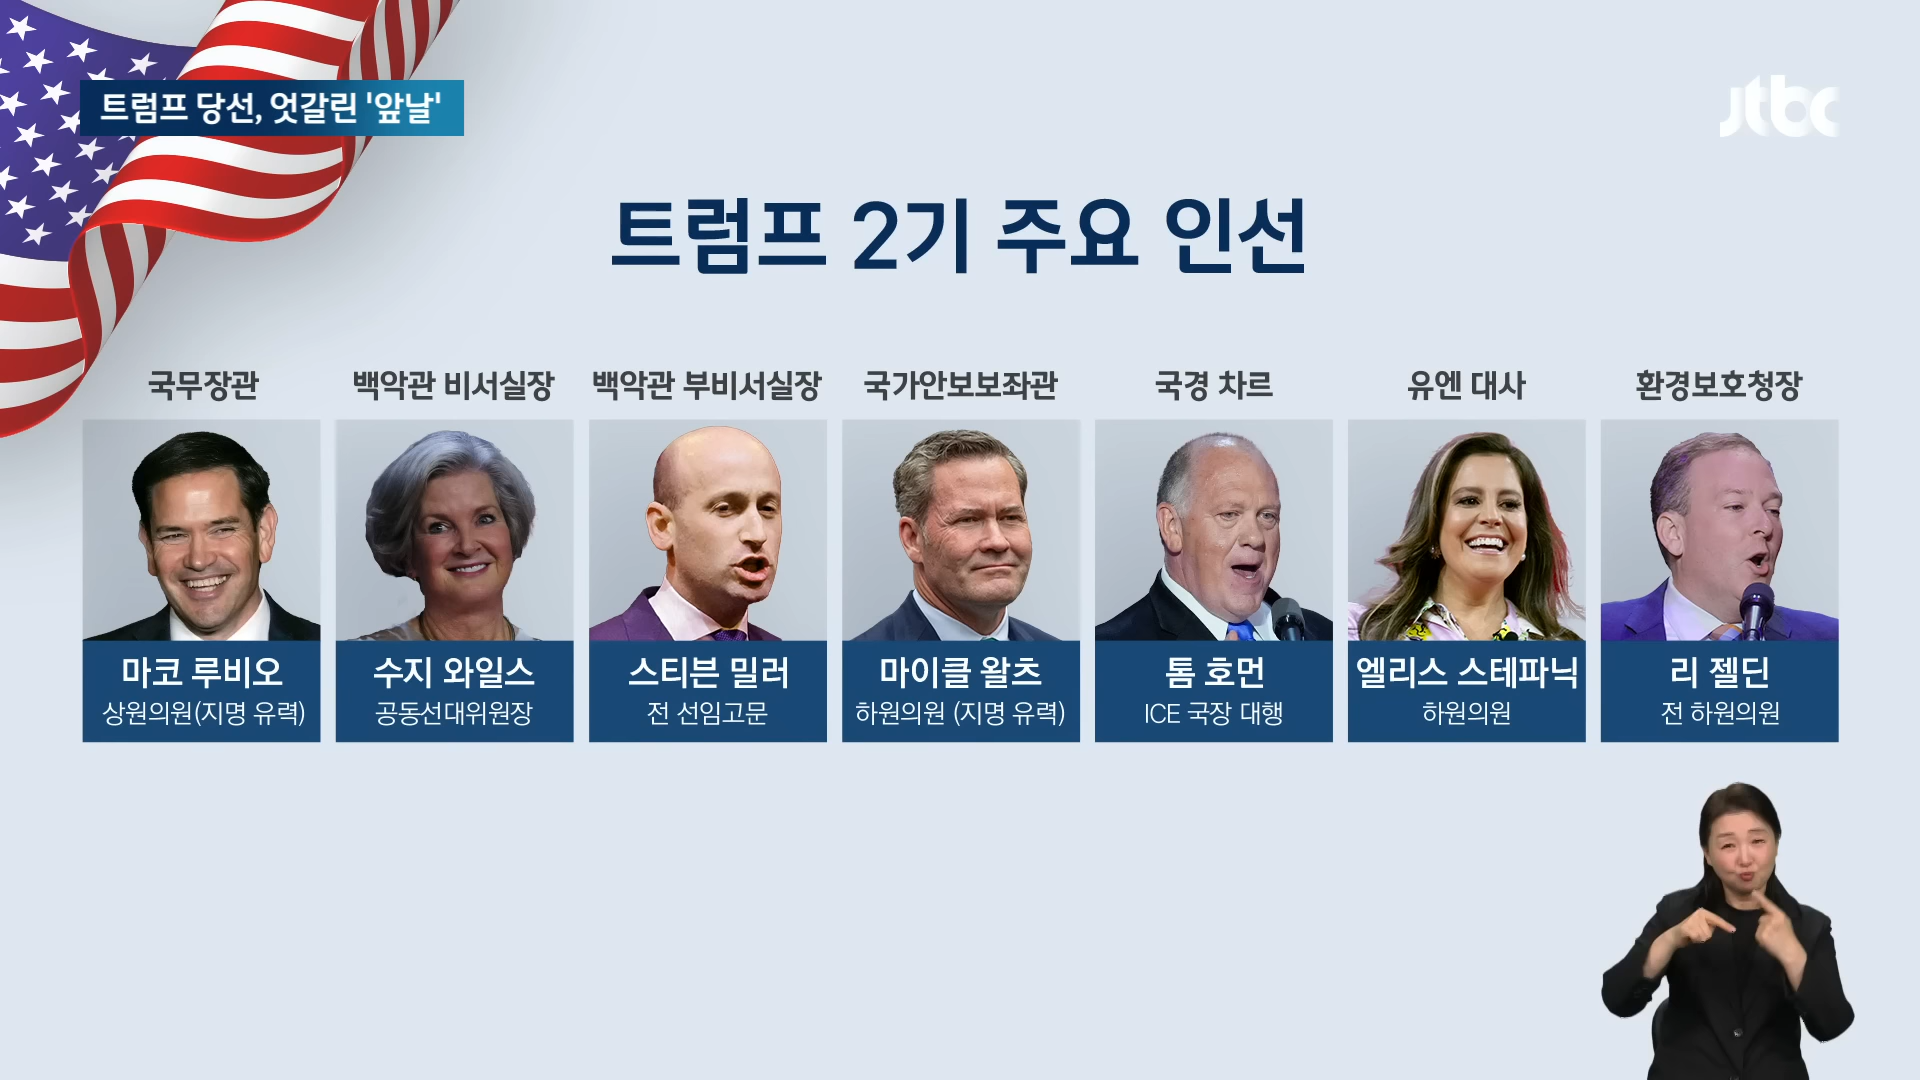 트럼프 당선, 엇갈린 '앞날'
jtbc
트럼프 2기 주요 인선
국무장관
마코 루비오
상원의원(지명 유력)
백악관 비서실장
수지 와일스
공동선대위원장
백악관 부비서실장
스티븐 밀러
전 선임고문
국가안보보좌관
마이클 왈츠
하원의원 (지명 유력)
국경 차르
톰 호먼
ICE 국장 대행
유엔 대사
엘리스 스테파닉
하원의원
환경보호청장
리 젤딘
전 하원의원